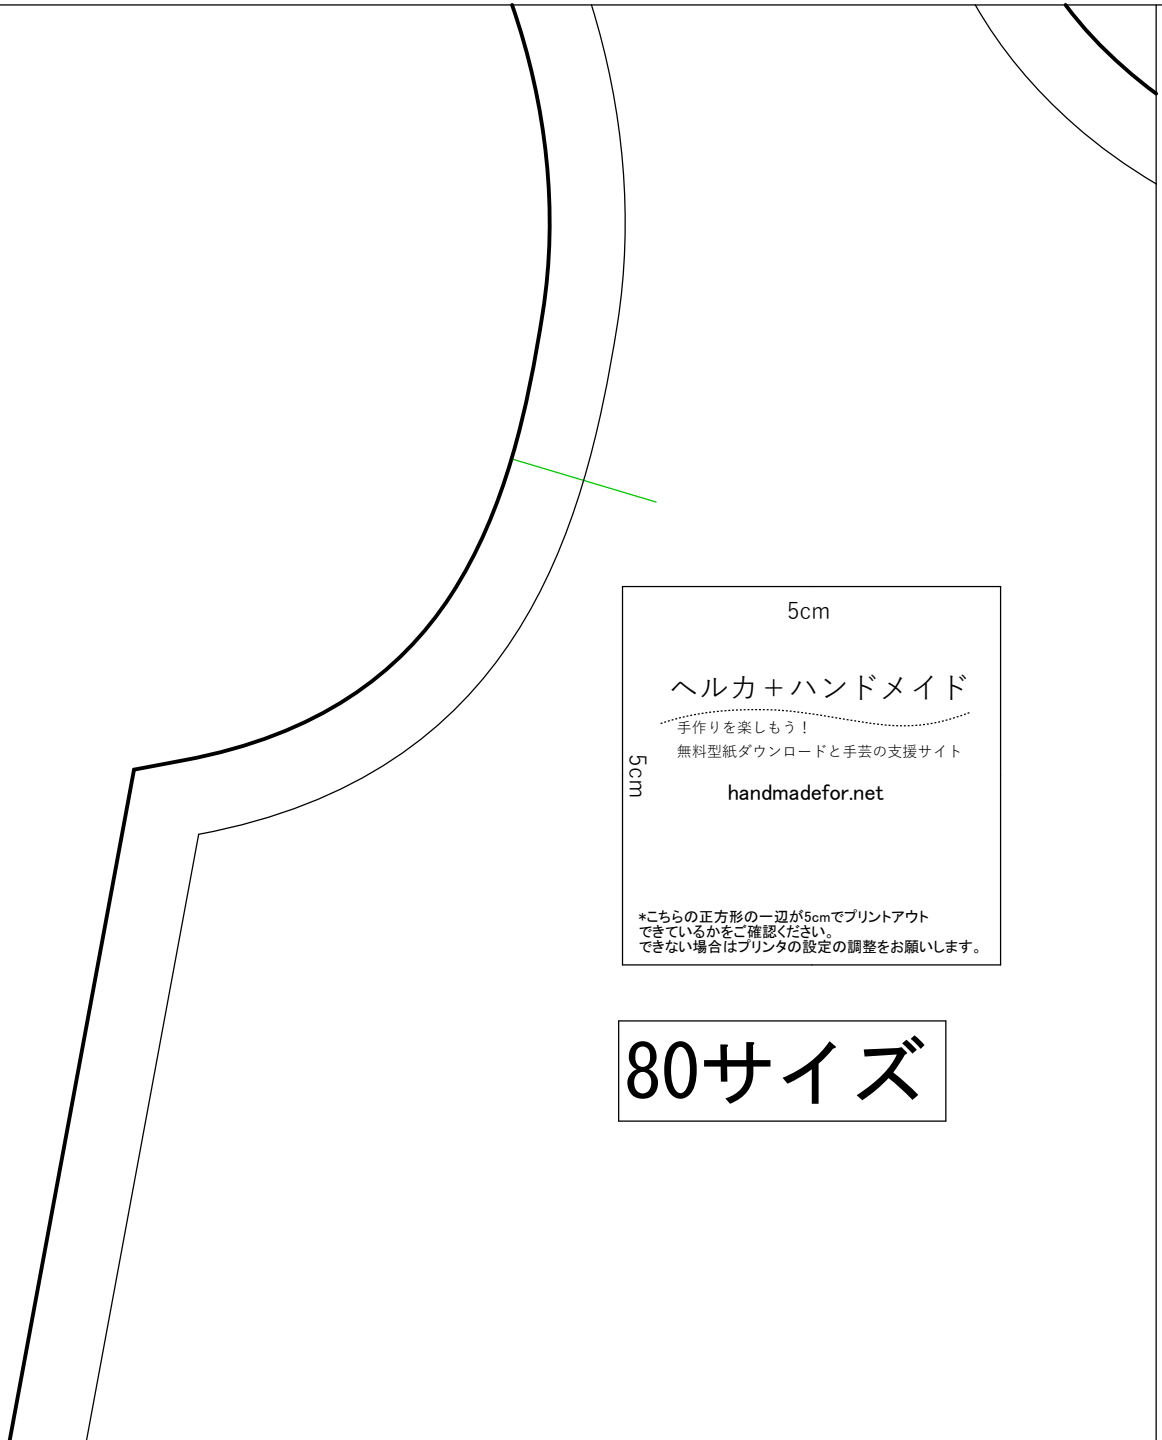 5cm
ヘルカ＋ハンドメイド
手作りを楽しもう！
無料型紙ダウンロードと手芸の支援サイト
5cm
handmadefor.net
*こちらの正方形の一辺が5cmでプリントアウト
できているかをご確認ください。
できない場合はプリンタの設定の調整をお願いします。
80サイズ